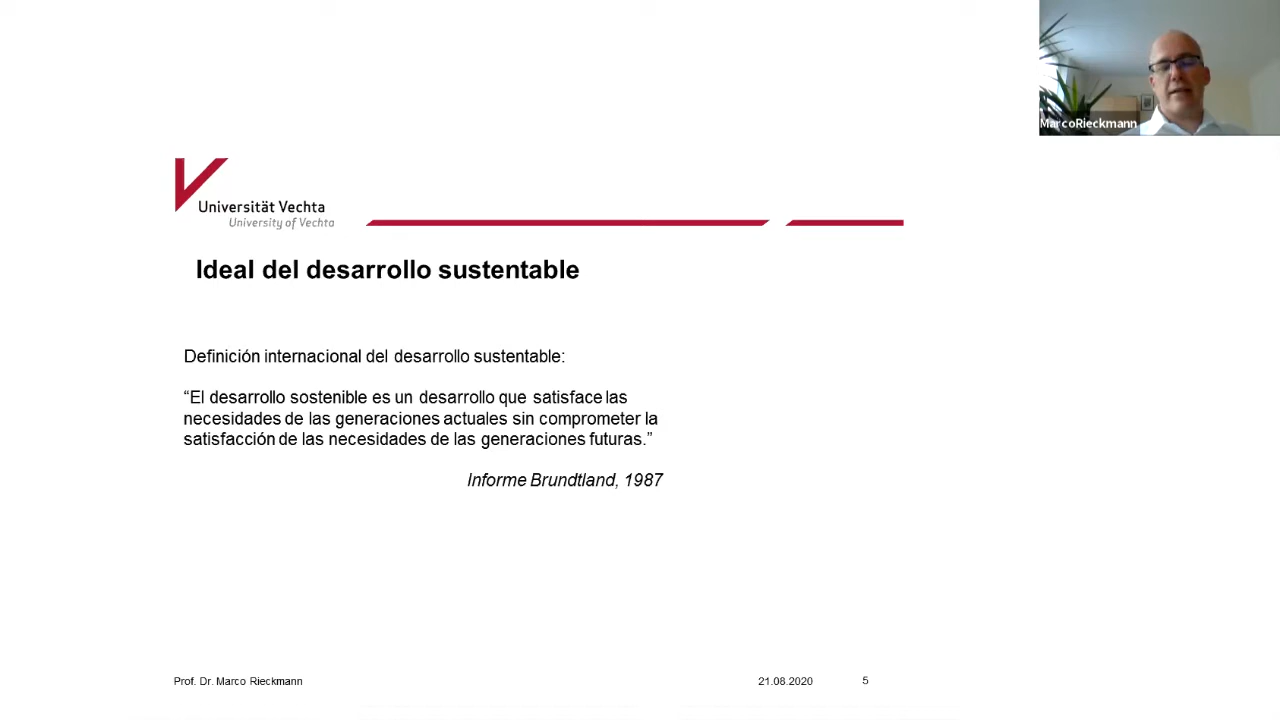 MarcoRieckmann
Universität Vechta
University of Vechta
Ideal del desarrollo sustentable
Definición internacional del desarrollo sustentable:
“El desarrollo sostenible es un desarrollo que satisface las
necesidades de las generaciones actuales sin comprometer la
satisfacción de las necesidades de las generaciones futuras.”
Informe Brundtland, 1987
Prof. Dr. Marco Rieckmann
21.08.2020
5